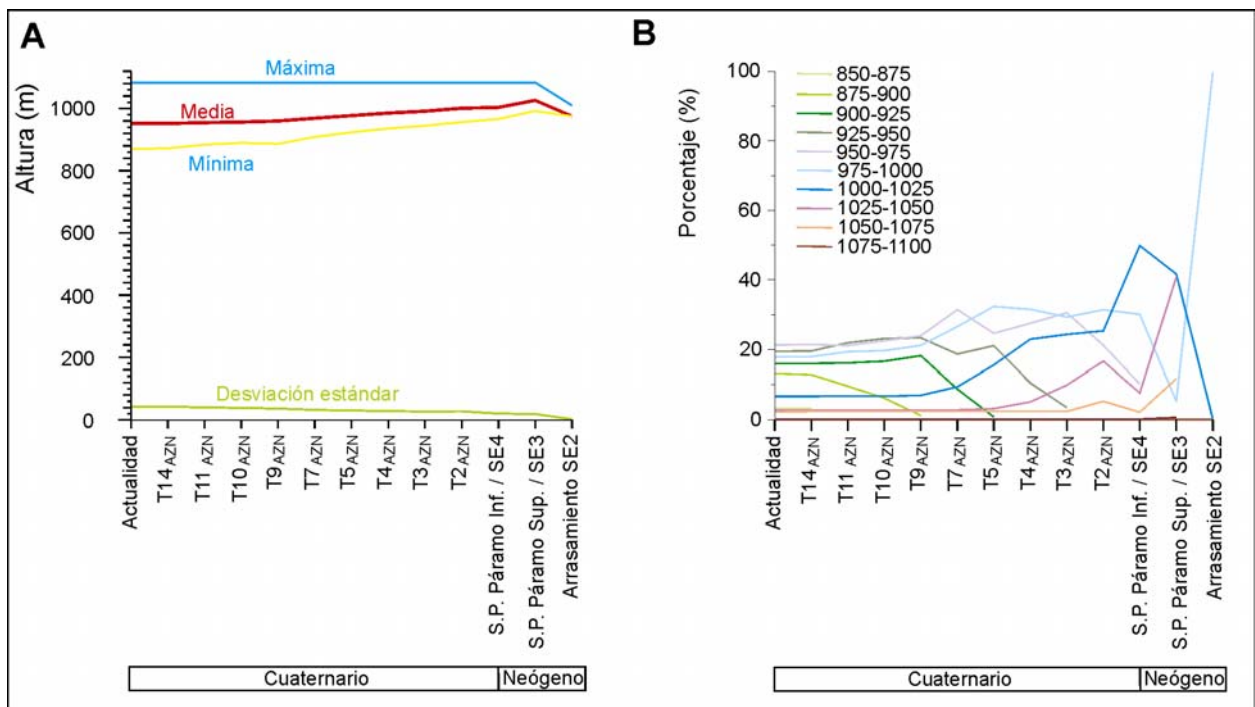 A
Altura (m)
1000
800
600
400
200
0
Máxima
Media
Mínima
Desviación estándar
Actualidad
T14AZN
T11 AZN
T10AZN
T9AZN
T7AZN
T5AZN
T4AZN
T3AZN
T2AZN
S.P. Páramo Inf. / SE4
S.P. Páramo Sup. / SE3
Arrasamiento SE2
Cuaternario
Neógeno
B
Porcentaje (%)
100
80
60
40
20
0
850-875
875-900
900-925
925-950
950-975
975-1000
1000-1025
1025-1050
1050-1075
1075-1100
Actualidad
T14AZN
T11 AZN
T10AZN
T9AZN
T7AZN
T5AZN
T4AZN
T3AZN
T2AZN
S.P. Páramo Inf. / SE4
S.P. Páramo Sup. / SE3
Arrasamiento SE2
Cuaternario
Neógeno